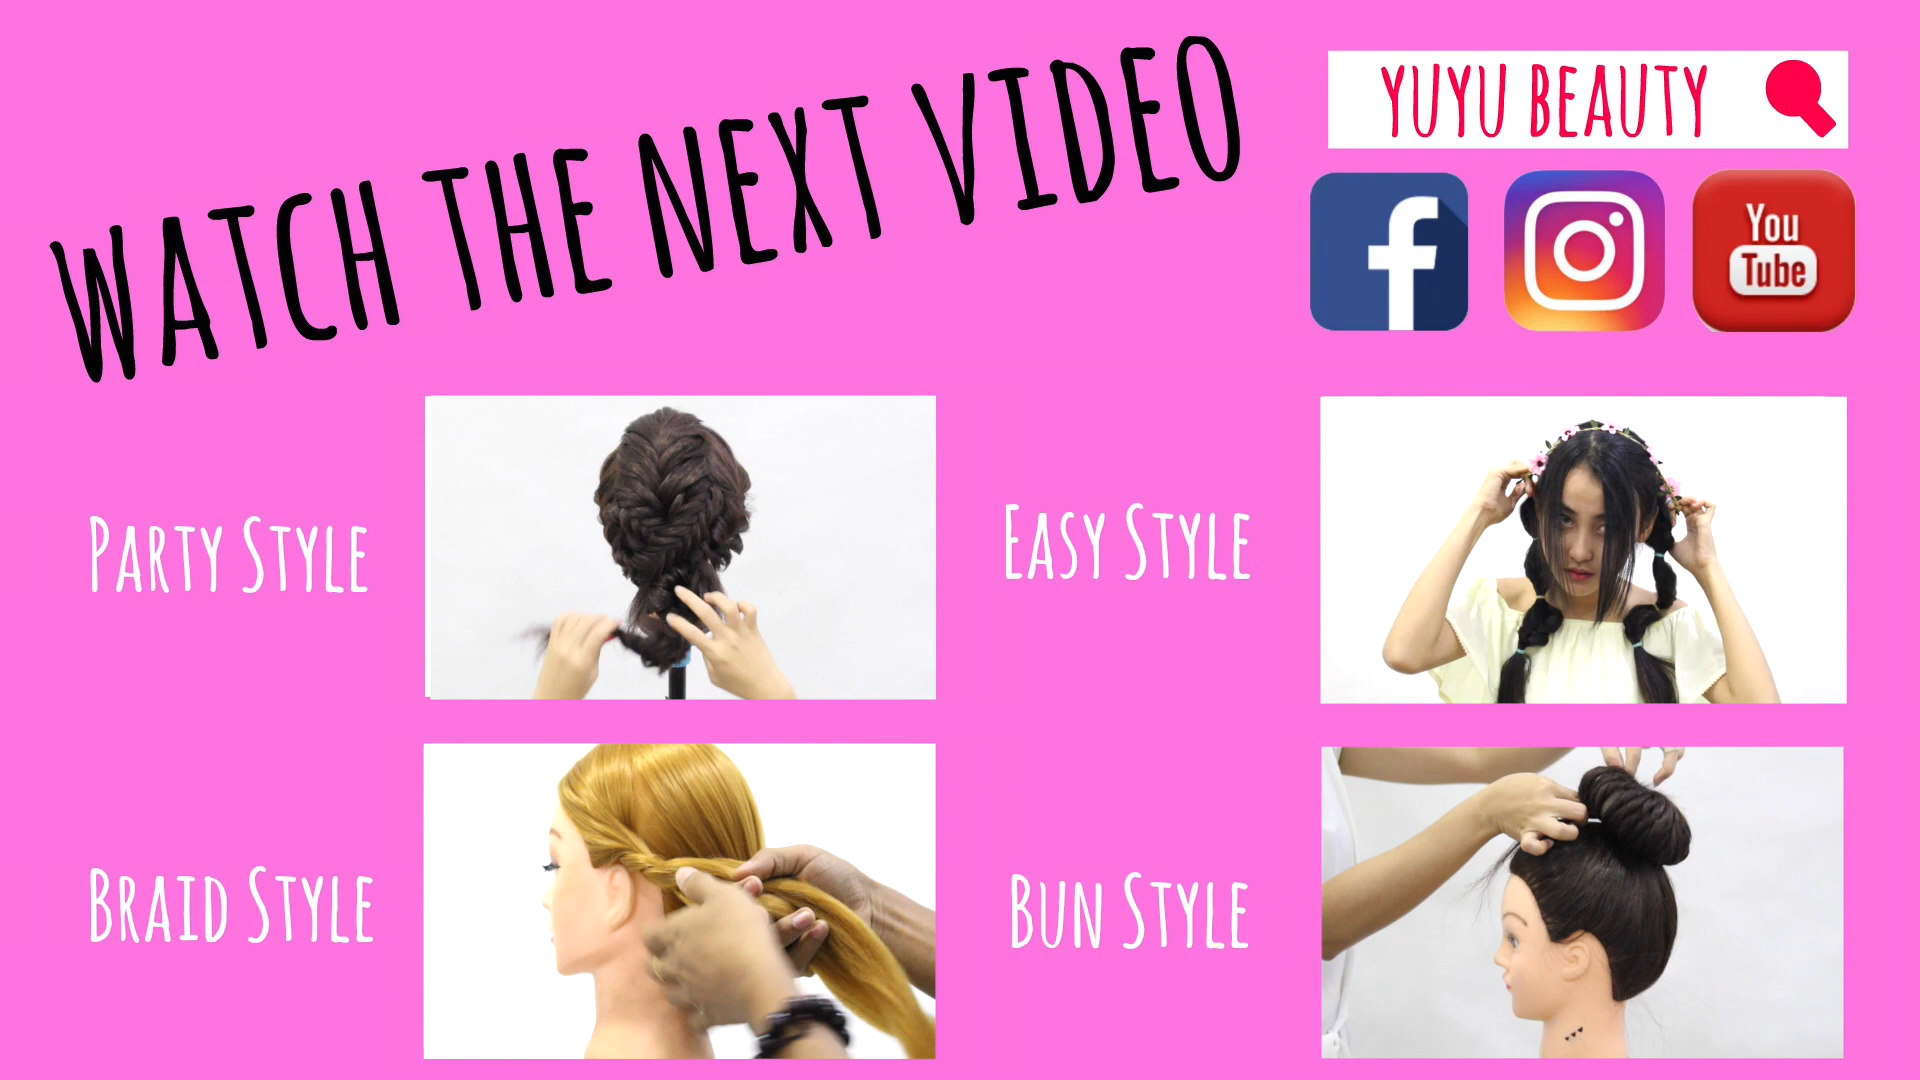 WATCH THE NEXT VIDEO
YUYU BEAUTY
You
Tube
PARTY STYLE
EASY STYLE
BRAID STYLE
BUN STYLE